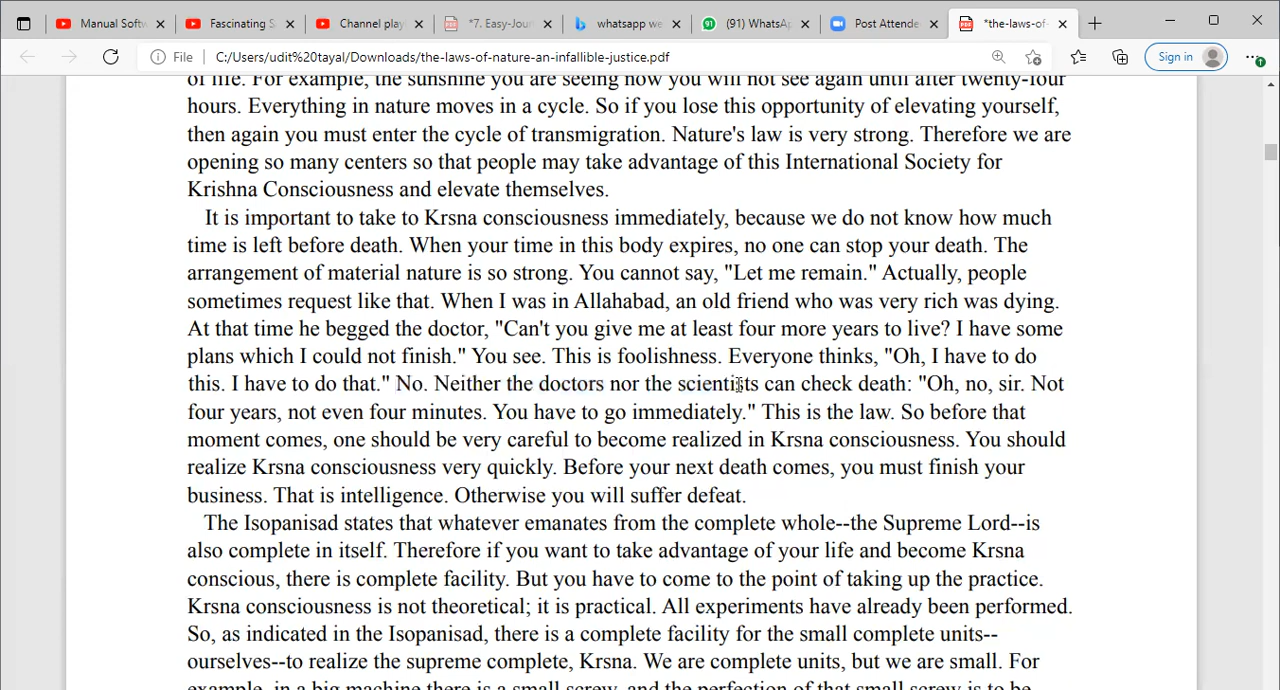 Manual Softw
Fascinating S
Channel play
*7. Easy-Jour
whatsapp we
(91) WhatsAp
Post Attende
*the-laws-of-
File
C:/Users/udit%20tayal/Downloads/the-laws-of-nature-an-infallible-justice.pdf
Sign in
of life. For example, the sunshine you are seeing now you will not see again until after twenty-four
hours. Everything in nature moves in a cycle. So if you lose this opportunity of elevating yourself,
then again you must enter the cycle of transmigration. Nature's law is very strong. Therefore we are
opening so many centers so that people may take advantage of this International Society for
Krishna Consciousness and elevate themselves.
It is important to take to Krsna consciousness immediately, because we do not know how much
time is left before death. When your time in this body expires, no one can stop your death. The
arrangement of material nature is so strong. You cannot say, "Let me remain." Actually, people
sometimes request like that. When I was in Allahabad, an old friend who was very rich was dying.
At that time he begged the doctor, "Can't you give me at least four more years to live? I have some
plans which I could not finish." You see. This is foolishness. Everyone thinks, "Oh, I have to do
this. I have to do that." No. Neither the doctors nor the scientists can check death: "Oh, no, sir. Not
four years, not even four minutes. You have to go immediately." This is the law. So before that
moment comes, one should be very careful to become realized in Krsna consciousness. You should
realize Krsna consciousness very quickly. Before your next death comes, you must finish your
business. That is intelligence. Otherwise you will suffer defeat.
The Isopanisad states that whatever emanates from the complete whole--the Supreme Lord--is
also complete in itself. Therefore if you want to take advantage of your life and become Krsna
conscious, there is complete facility. But you have to come to the point of taking up the practice.
Krsna consciousness is not theoretical; it is practical. All experiments have already been performed.
So, as indicated in the Isopanisad, there is a complete facility for the small complete units--
ourselves--to realize the supreme complete, Krsna. We are complete units, but we are small. For
example, in a big machine there is a small screw, and the perfection of that small screw is to be